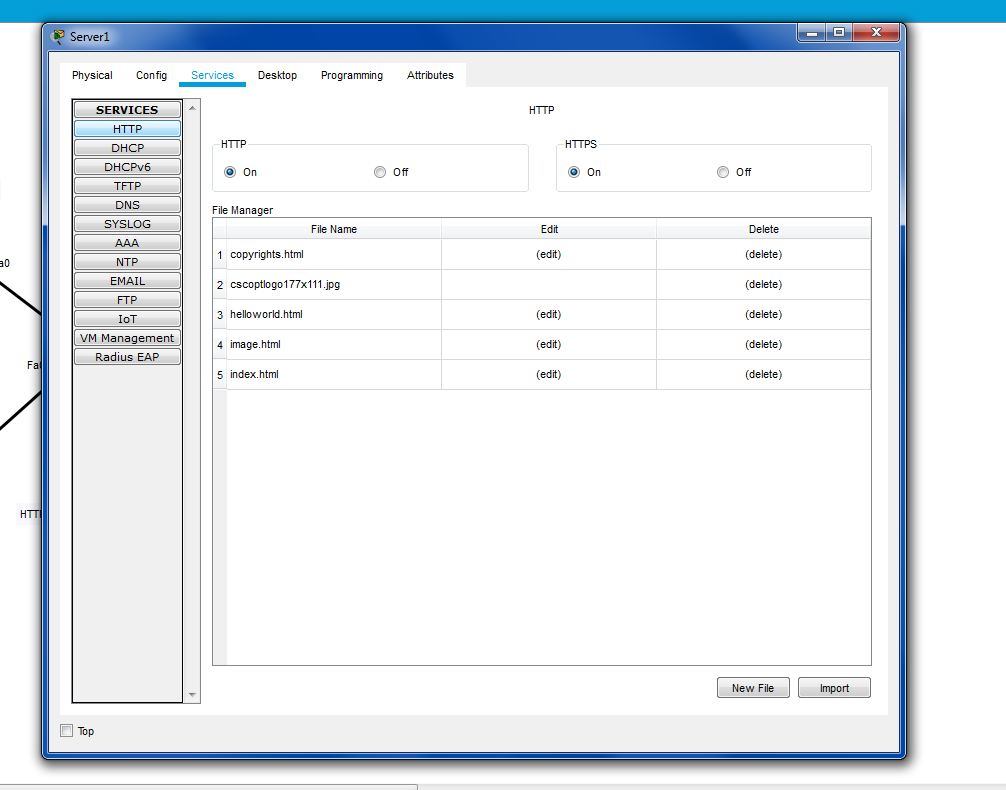 Server1
Physical Config Services Desktop Programming Attributes
SERVICES
HTTP
DHCP
DHCPv6
TFTP
DNS
SYSLOG
AAA
NTP
EMAIL
FTP
IoT
VM Management
Radius EAP
HTTP
HTTP
On Off
HTTPS
On Off
File Manager
File Name Edit Delete
1 copyrights.html (edit) (delete)
2 cscoptlogo177x111.jpg (delete)
3 helloworld.html (edit) (delete)
4 image.html (edit) (delete)
5 index.html (edit) (delete)
New File Import
Top
a0